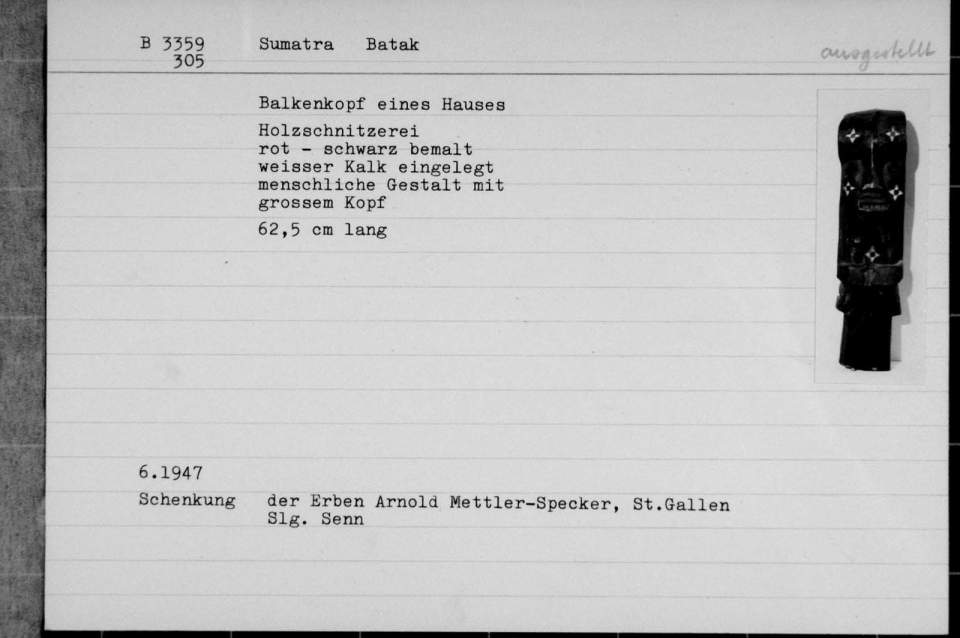 B 3359 Sumatra Batak
305
ausgestellt
Balkenkopf eines Hauses
Holzschnitzerei
rot - schwarz bemalt
weisser Kalk eingelegt
menschliche Gestalt mit
grossem Kopf
62,5 cm lang
6.1947
Schenkung der Erben Arnold Mettler-Specker, St.Gallen
Slg. Senn